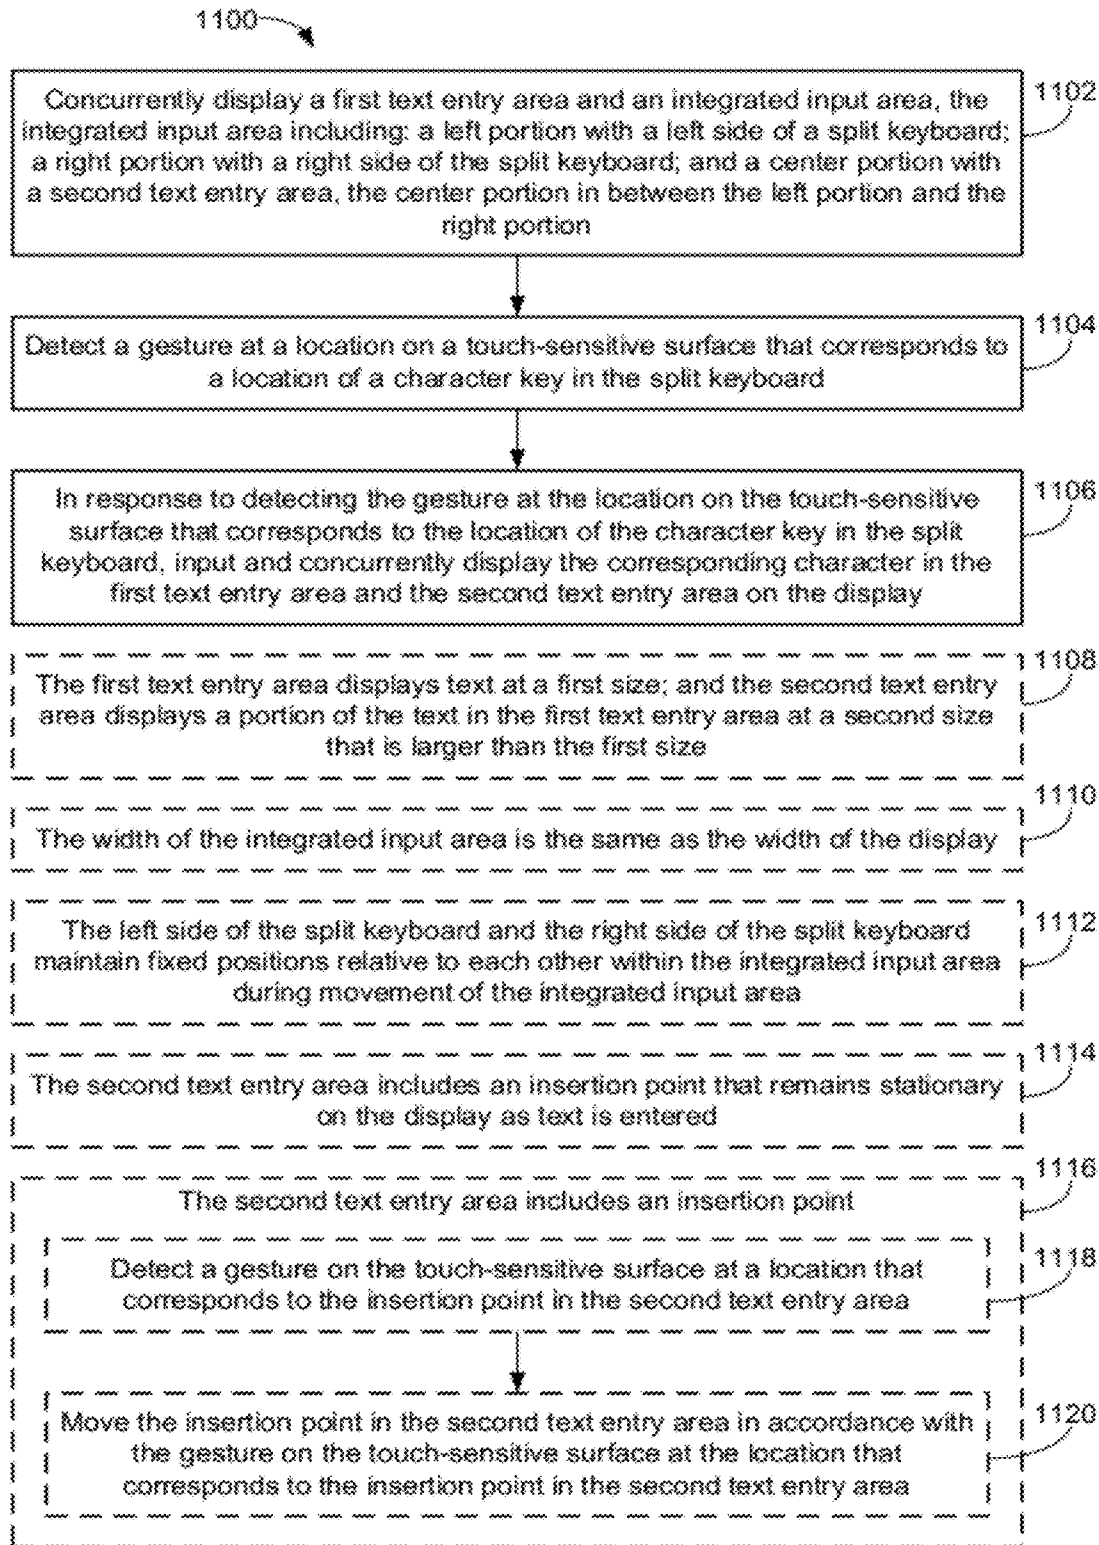 1100
Concurrently display a first text entry area and an integrated input area, the
integrated input area including: a left portion with a left side of a split keyboard;
a right portion with a right side of the split keyboard; and a center portion with
a second text entry area, the center portion in between the left portion and the
right portion
1102
Detect a gesture at a location on a touch-sensitive surface that corresponds to
a location of a character key in the split keyboard
1104
In response to detecting the gesture at the location on the touch-sensitive
surface that corresponds to the location of the character key in the split
keyboard, input and concurrently display the corresponding character in the
first text entry area and the second text entry area on the display
1106
The first text entry area displays text at a first size; and the second text entry
area displays a portion of the text in the first text entry area at a second size
that is larger than the first size
1108
The width of the integrated input area is the same as the width of the display
1110
The left side of the split keyboard and the right side of the split keyboard
maintain fixed positions relative to each other within the integrated input area
during movement of the integrated input area
1112
The second text entry area includes an insertion point that remains stationary
on the display as text is entered
1114
The second text entry area includes an insertion point
1116
Detect a gesture on the touch-sensitive surface at a location that
corresponds to the insertion point in the second text entry area
1118
Move the insertion point in the second text entry area in accordance with
the gesture on the touch-sensitive surface at the location that
corresponds to the insertion point in the second text entry area
1120